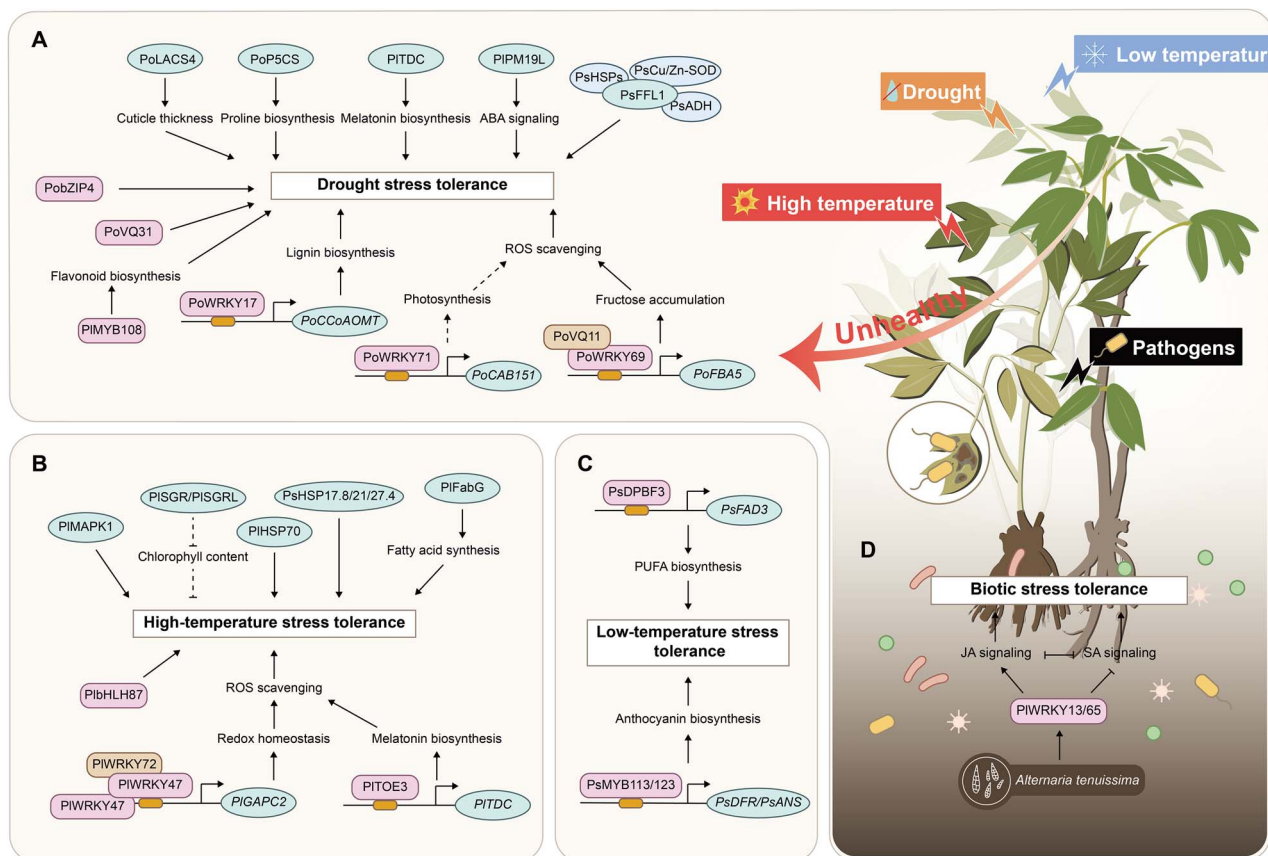 A
PoLACS4
PoP5CS
PlTDC
PlPM19L
PsHSPs
PsCu/Zn-SOD
PsFFL1
PsADH
Cuticle thickness
Proline biosynthesis
Melatonin biosynthesis
ABA signaling
Drought stress tolerance
PobZIP4
PoVQ31
Flavonoid biosynthesis
PlMYB108
Lignin biosynthesis
PoWRKY17
PoCCoAOMT
ROS scavenging
Photosynthesis
PoWRKY71
PoCAB151
Fructose accumulation
PoVQ11
PoWRKY69
PoFBA5
Low temperature
Drought
High temperature
Unhealthy
Pathogens
B
PlMAPK1
PlSGR/PlSGRL
PsHSP17.8/21/27.4
PlHSP70
PlFabG
Chlorophyll content
Fatty acid synthesis
High-temperature stress tolerance
PlbHLH87
ROS scavenging
Redox homeostasis
Melatonin biosynthesis
PlWRKY72
PlWRKY47
PlWRKY47
PlGAPC2
PlTOE3
PlTDC
C
PsDPBF3
PsFAD3
PUFA biosynthesis
Low-temperature stress
tolerance
Anthocyanin biosynthesis
PsMYB113/123
PsDFR/PsANS
D
Biotic stress tolerance
JA signaling
SA signaling
PlWRKY13/65
Alternaria tenuissima